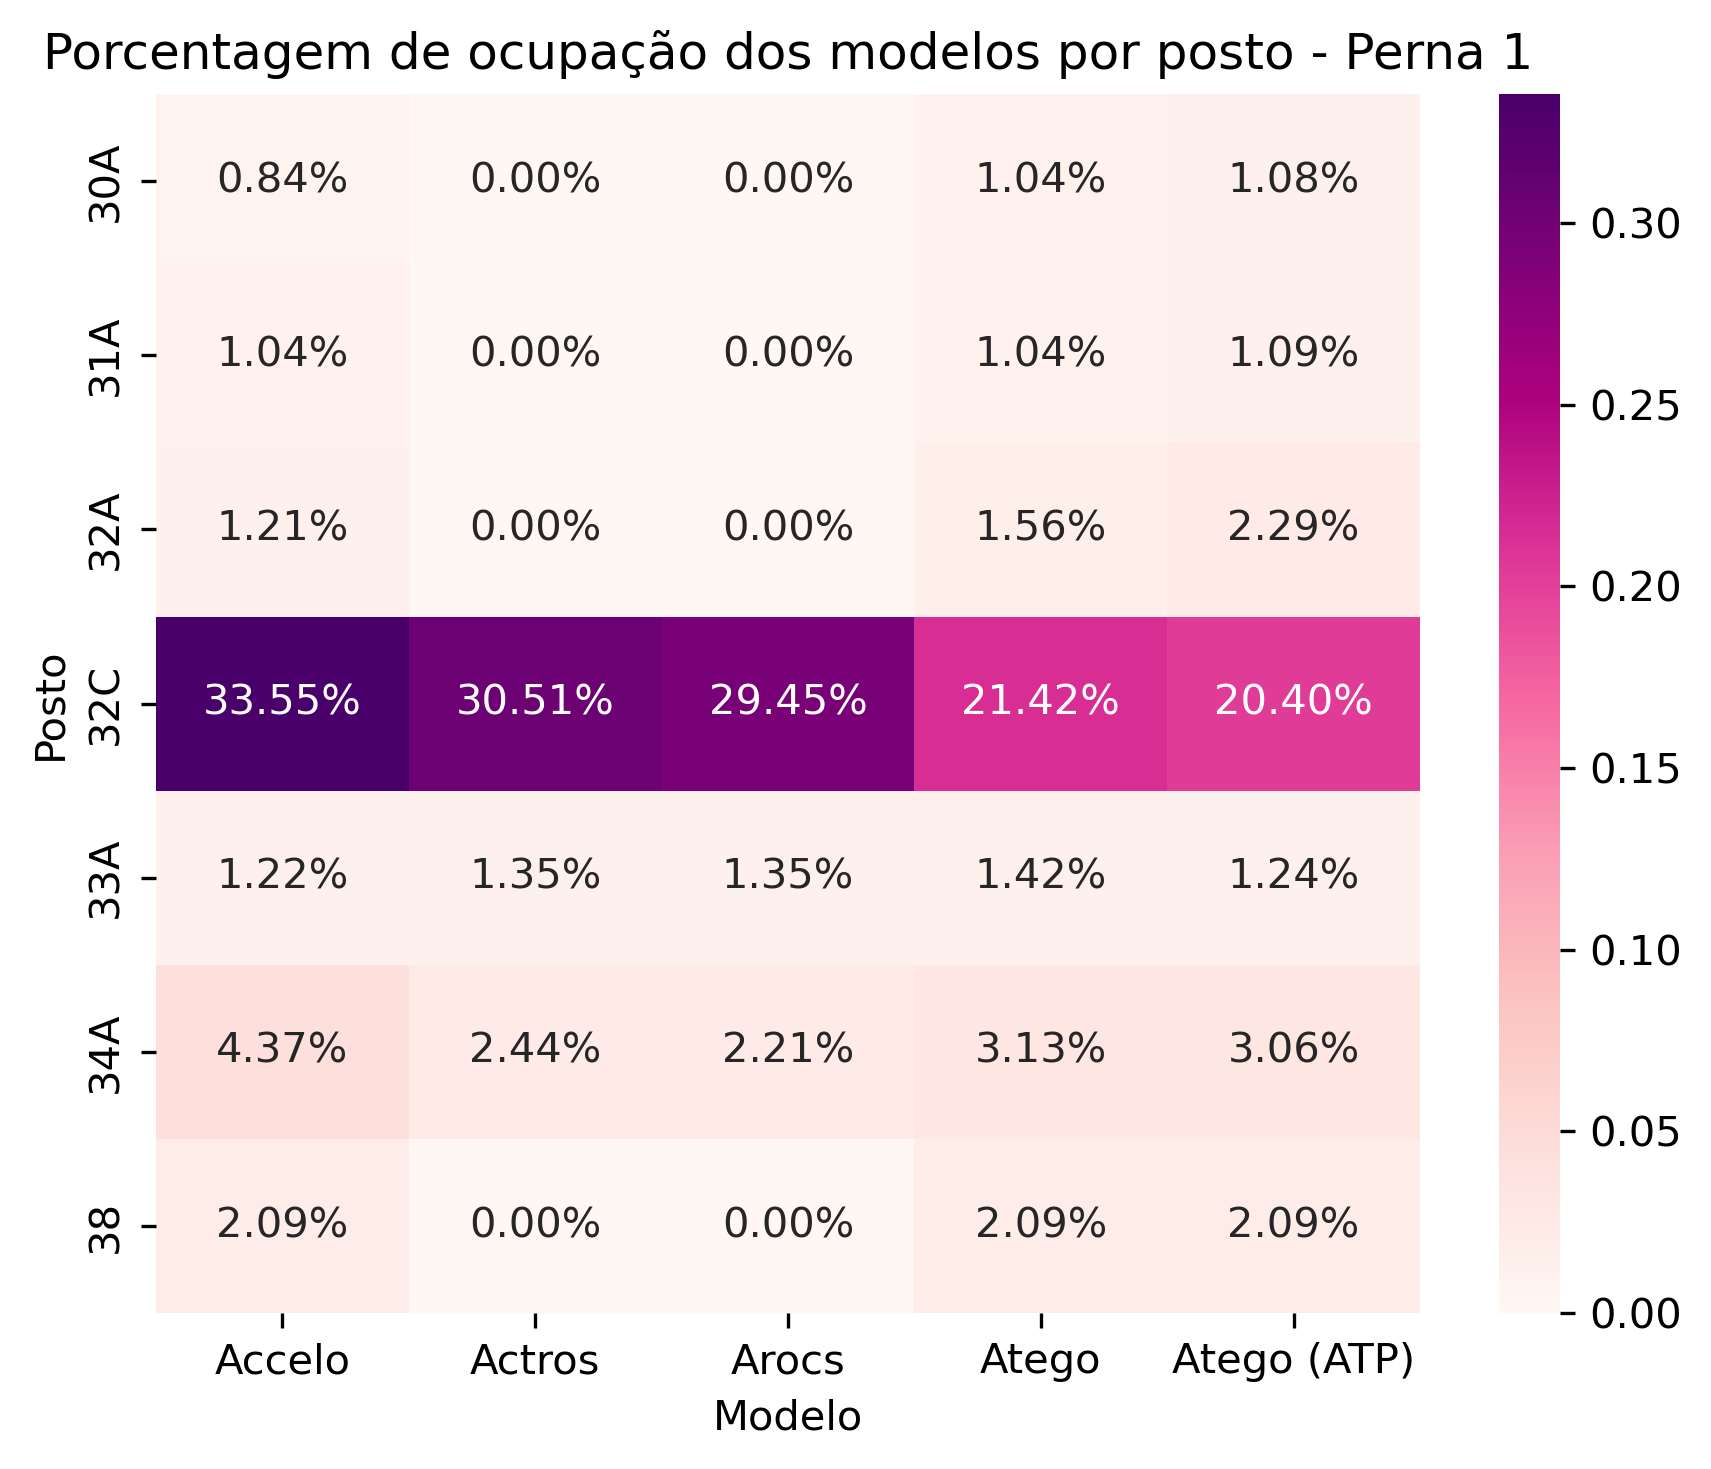 Porcentagem de ocupação dos modelos por posto - Perna 1
Posto
30A 0.84% 0.00% 0.00% 1.04% 1.08%
31A 1.04% 0.00% 0.00% 1.04% 1.09%
32A 1.21% 0.00% 0.00% 1.56% 2.29%
32C 33.55% 30.51% 29.45% 21.42% 20.40%
33A 1.22% 1.35% 1.35% 1.42% 1.24%
34A 4.37% 2.44% 2.21% 3.13% 3.06%
38 2.09% 0.00% 0.00% 2.09% 2.09%
Accelo Actros Arocs Atego Atego (ATP)
Modelo
0.30
0.25
0.20
0.15
0.10
0.05
0.00